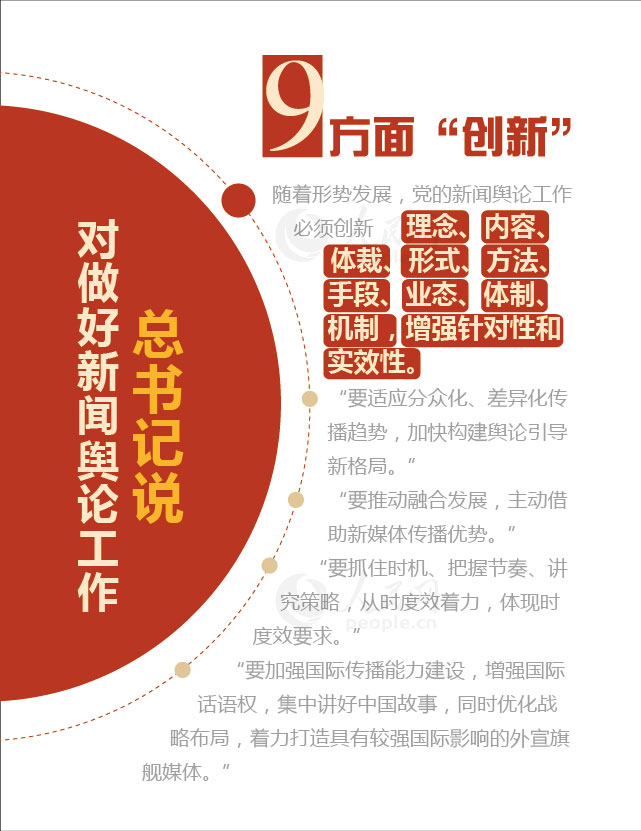 9方面“创新”
随着形势发展，党的新闻舆论工作
必须创新 理念、内容、
体裁、形式、方法、
手段、业态、体制、
机制，增强针对性和
实效性。
“要适应分众化、差异化传
播趋势，加快构建舆论引导
新格局。”
“要推动融合发展，主动借
助新媒体传播优势。”
“要抓住时机、把握节奏、讲
究策略，从时度效着力，体现时
度效要求。”
“要加强国际传播能力建设，增强国际
话语权，集中讲好中国故事，同时优化战
略布局，着力打造具有较强国际影响的外宣旗
舰媒体。”
总书记说
对做好新闻舆论工作
人民网
people.cn